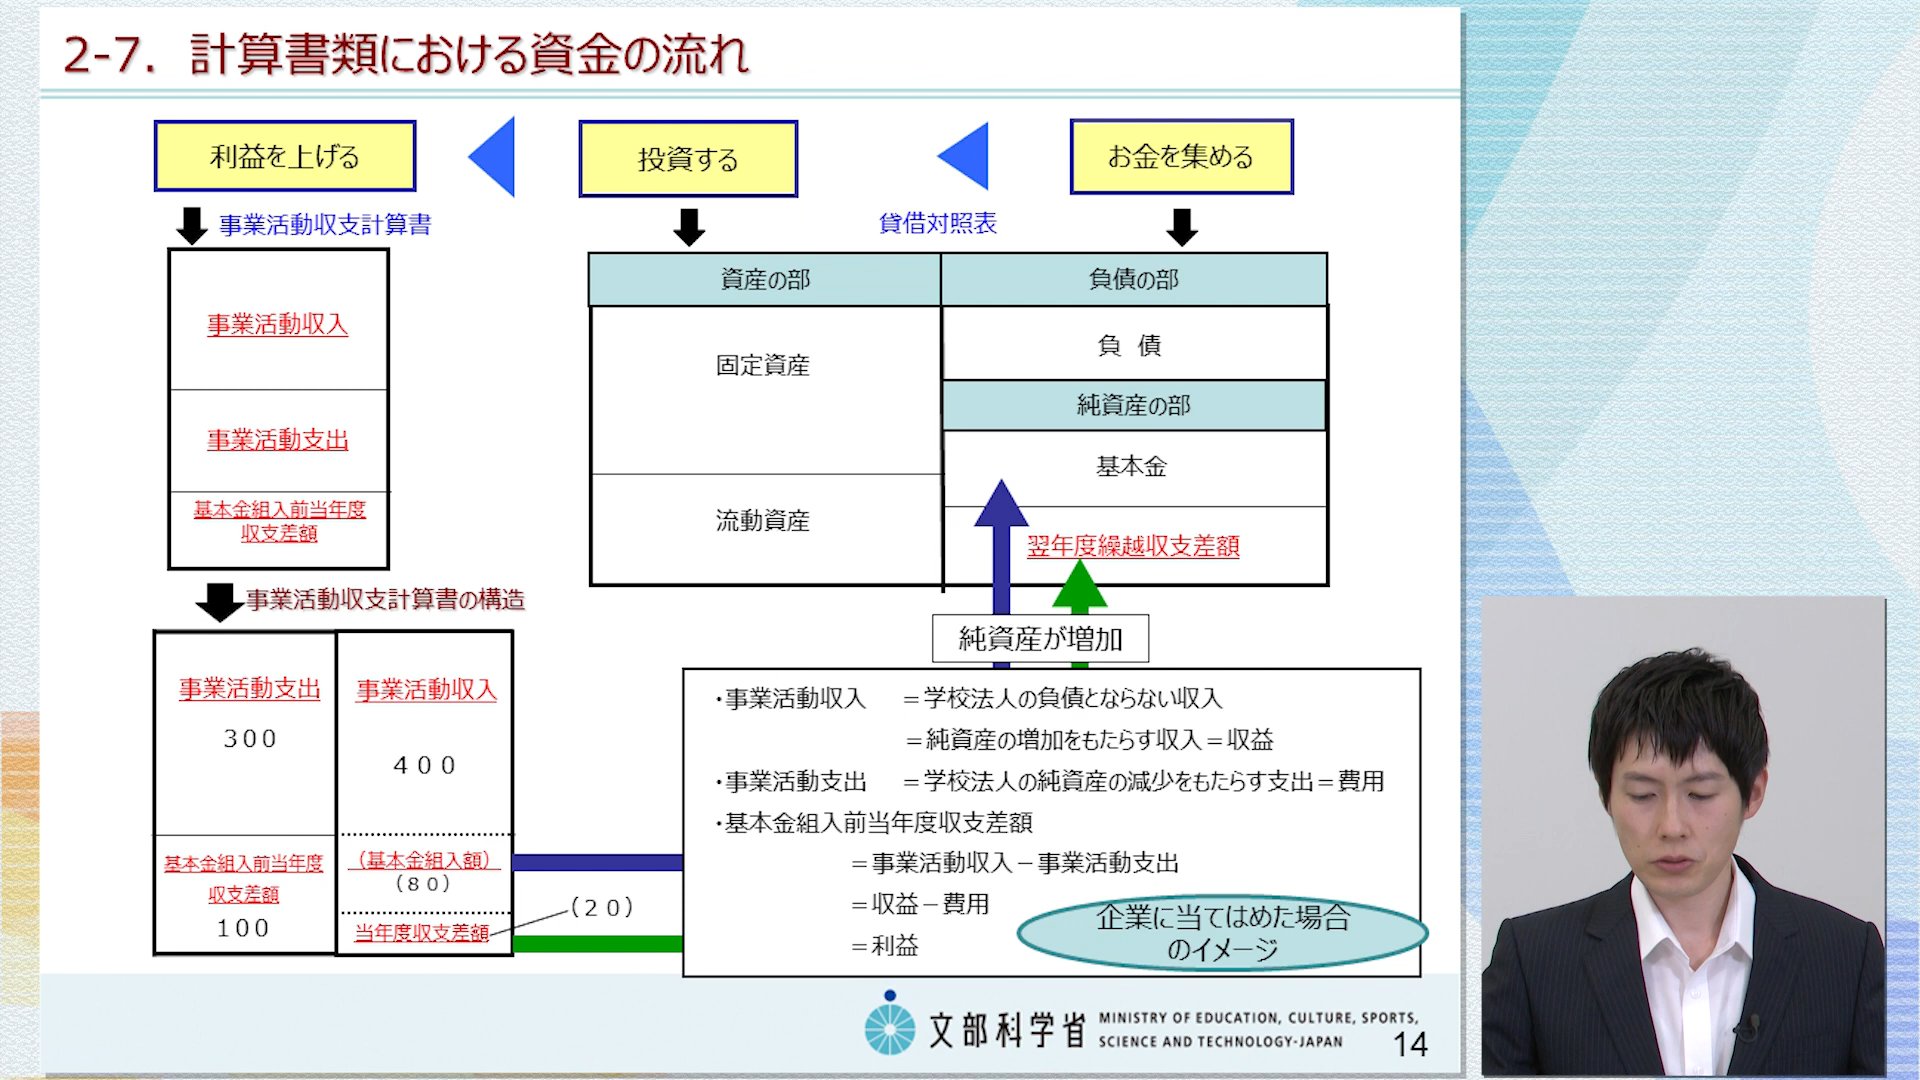 2-7. 計算書類における資金の流れ
利益を上げる
投資する
お金を集める
事業活動収支計算書
貸借対照表
事業活動収入
事業活動支出
基本金組入前当年度
収支差額
資産の部
負債の部
固定資産
負 債
純資産の部
基本金
流動資産
翌年度繰越収支差額
事業活動収支計算書の構造
純資産が増加
事業活動支出
300
事業活動収入
400
基本金組入前当年度
収支差額
100
（基本金組入額）
（80）
当年度収支差額
（20）
・事業活動収入 ＝学校法人の負債とならない収入
＝純資産の増加をもたらす収入＝収益
・事業活動支出 ＝学校法人の純資産の減少をもたらす支出＝費用
・基本金組入前当年度収支差額
＝事業活動収入－事業活動支出
＝収益－費用
＝利益
企業に当てはめた場合
のイメージ
文部科学省
MINISTRY OF EDUCATION, CULTURE, SPORTS,
SCIENCE AND TECHNOLOGY-JAPAN
14